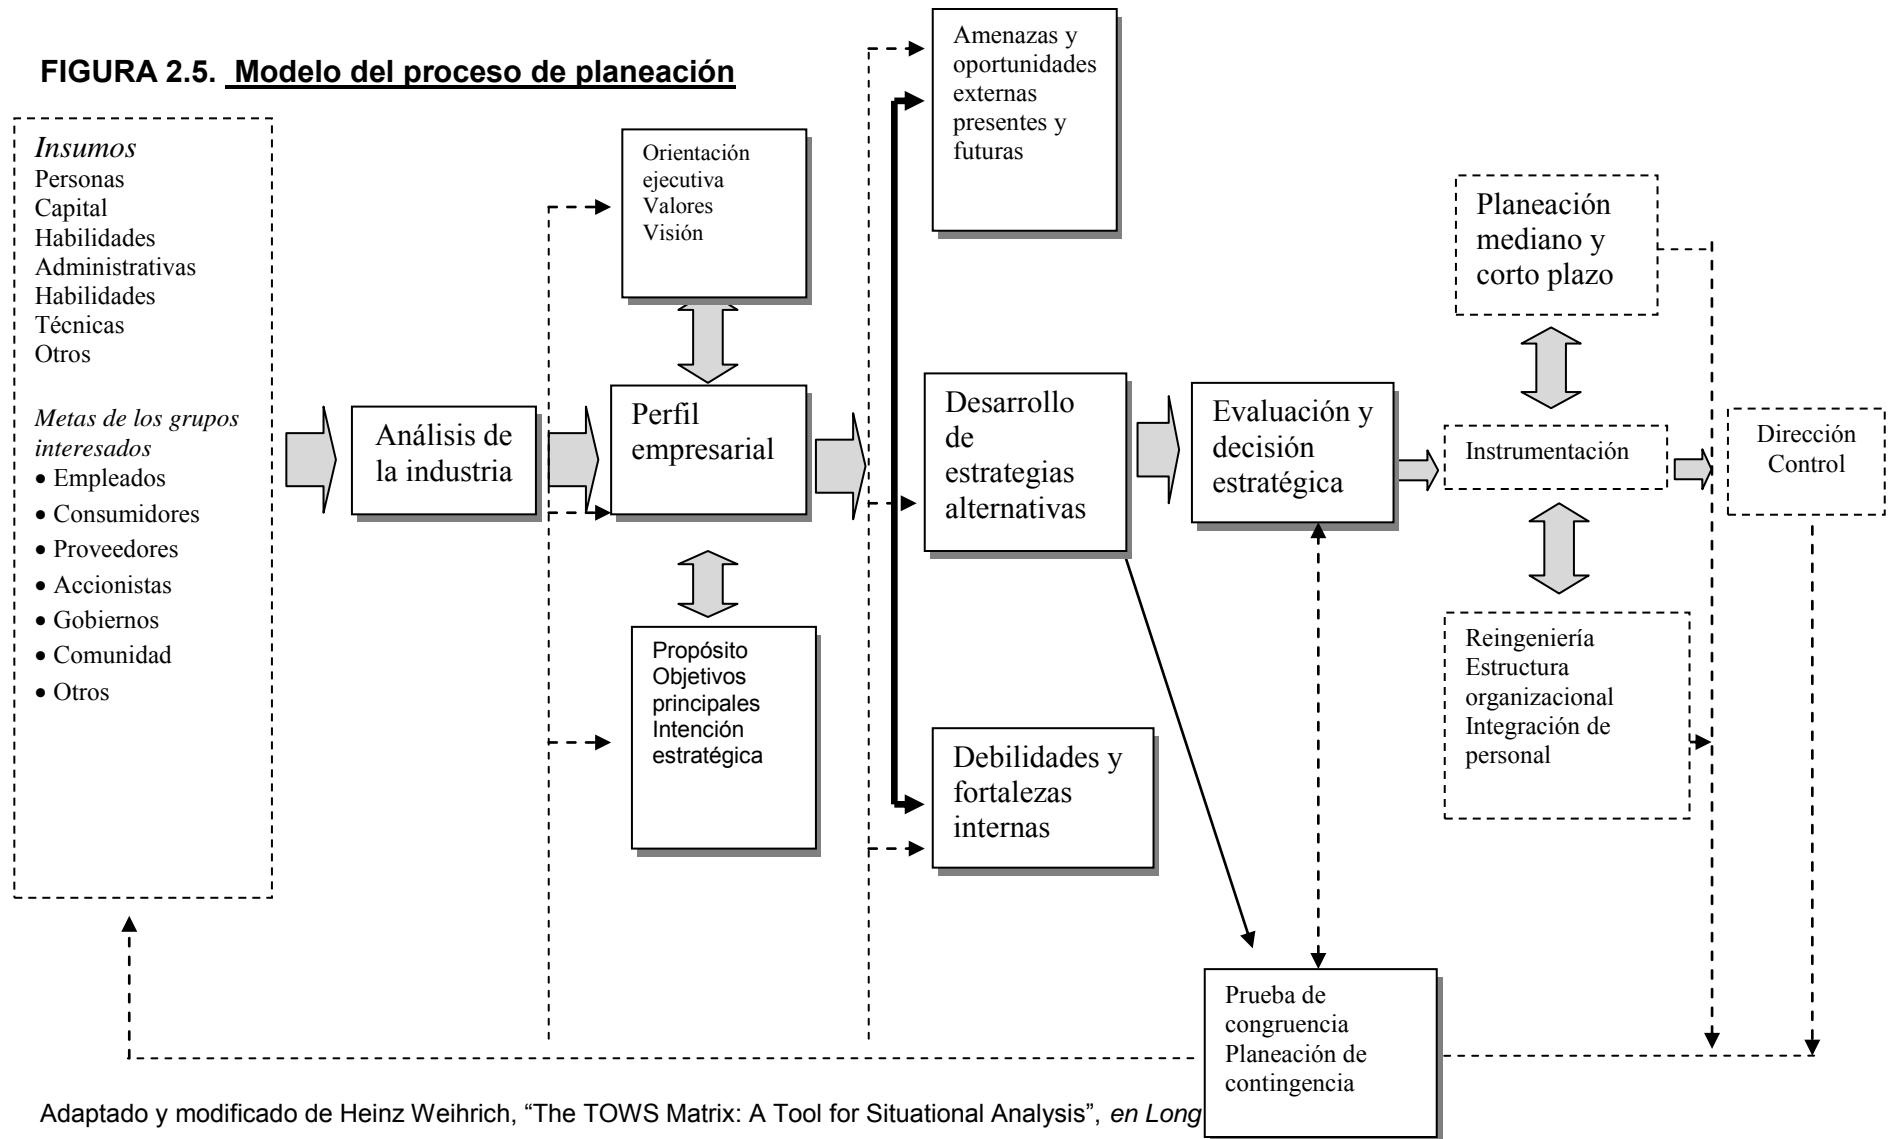 FIGURA 2.5. Modelo del proceso de planeación
Insumos
Personas
Capital
Habilidades
Administrativas
Habilidades
Técnicas
Otros
Metas de los grupos
interesados
• Empleados
• Consumidores
• Proveedores
• Accionistas
• Gobiernos
• Comunidad
• Otros
Análisis de
la industria
Orientación
ejecutiva
Valores
Visión
Perfil
empresarial
Propósito
Objetivos
principales
Intención
estratégica
Amenazas y
oportunidades
externas
presentes y
futuras
Desarrollo
de
estrategias
alternativas
Debilidades y
fortalezas
internas
Evaluación y
decisión
estratégica
Prueba de
congruencia
Planeación de
contingencia
Planeación
mediano y
corto plazo
Instrumentación
Reingeniería
Estructura
organizacional
Integración de
personal
Dirección
Control
Adaptado y modificado de Heinz Weihrich, “The TOWS Matrix: A Tool for Situational Analysis”, en Long